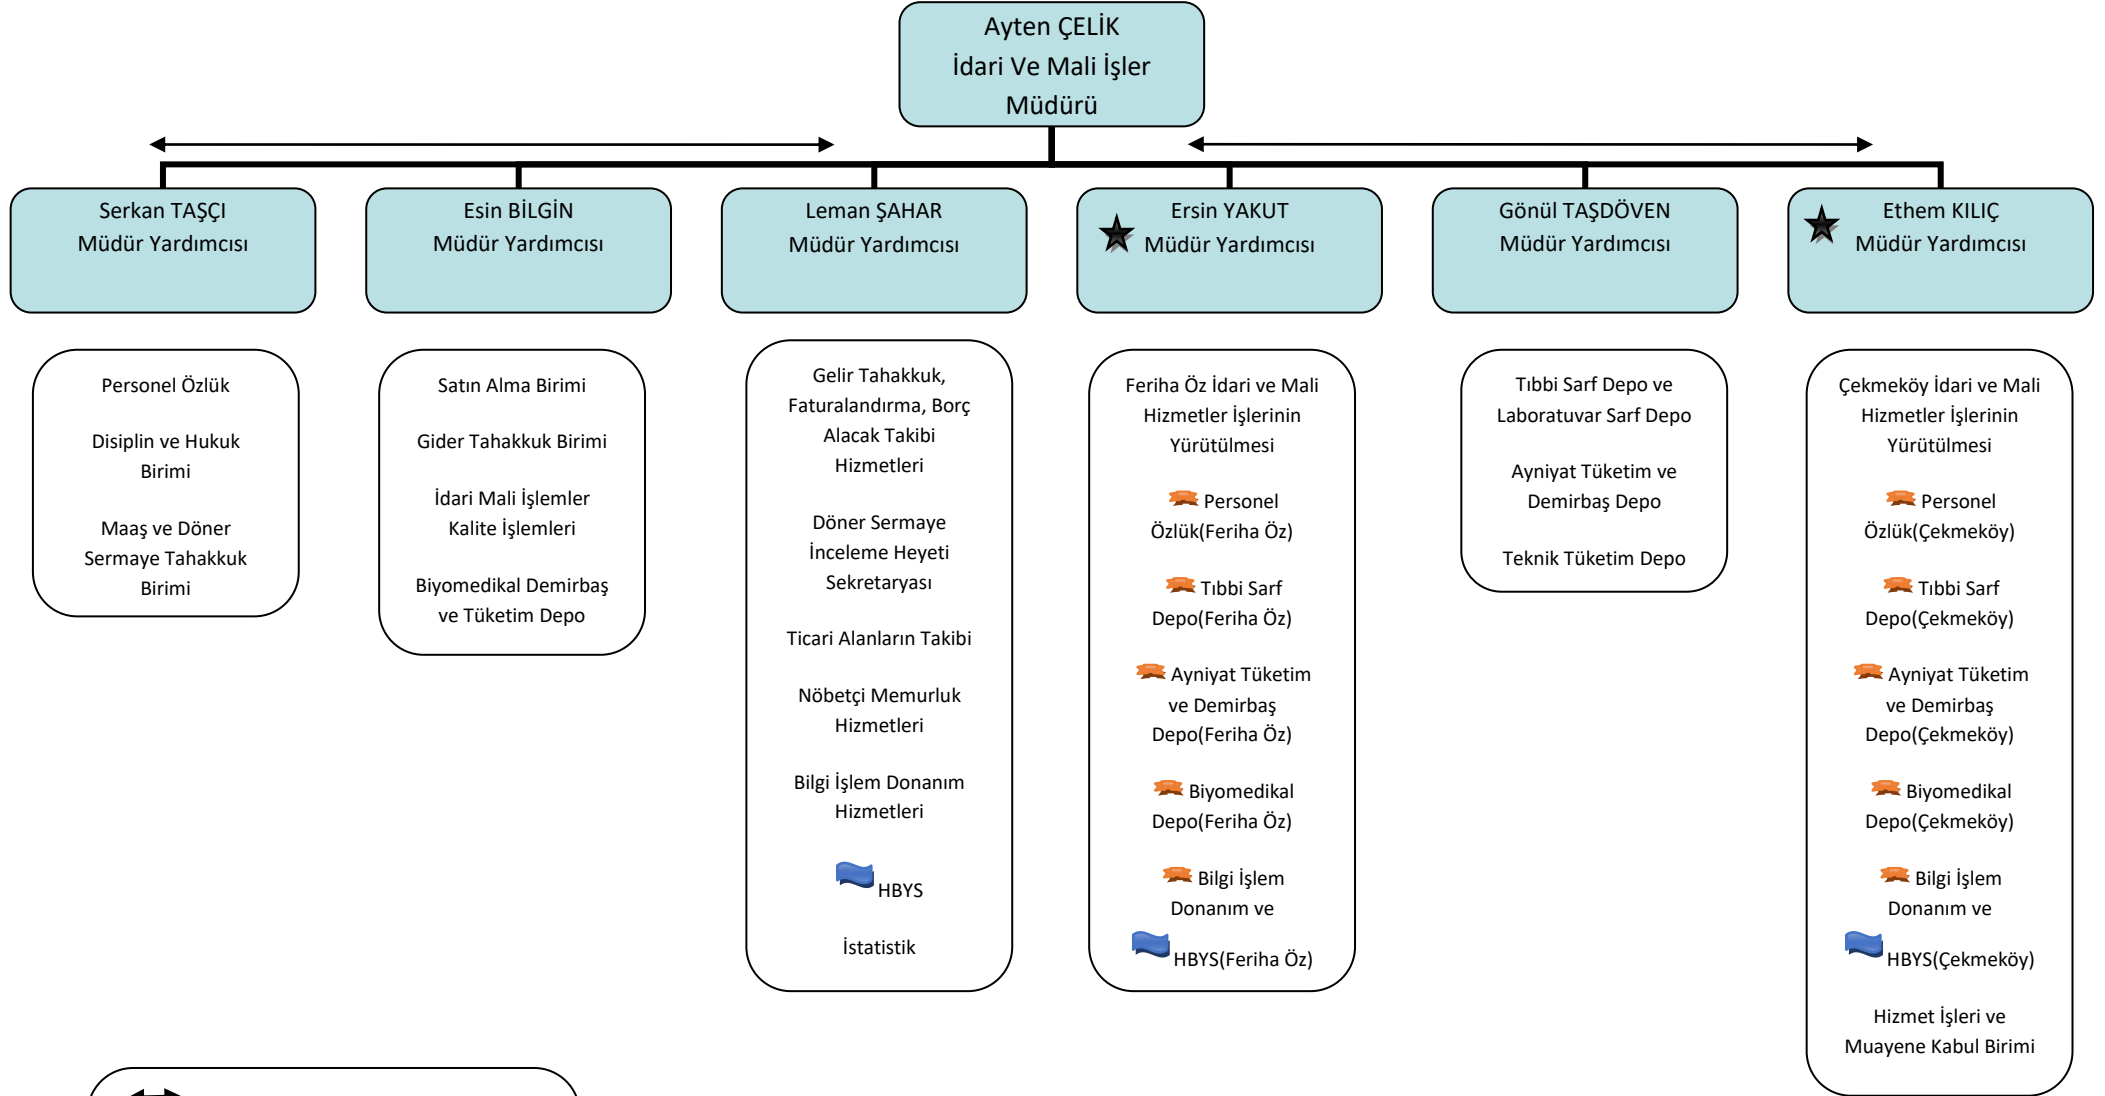 Ayten ÇELİK
İdari Ve Mali İşler
Müdürü
Serkan TAŞÇI
Müdür Yardımcısı
Esin BİLGİN
Müdür Yardımcısı
Leman ŞAHAR
Müdür Yardımcısı
Ersin YAKUT
Müdür Yardımcısı
Gönül TAŞDÖVEN
Müdür Yardımcısı
Ethem KILIÇ
Müdür Yardımcısı
Personel Özlük
Disiplin ve Hukuk
Birimi
Maaş ve Döner
Sermaye Tahakkuk
Birimi
Satın Alma Birimi
Gider Tahakkuk Birimi
İdari Mali İşlemler
Kalite İşlemleri
Biyomedikal Demirbaş
ve Tüketim Depo
Gelir Tahakkuk,
Faturalandırma, Borç
Alacak Takibi
Hizmetleri
Döner Sermaye
İnceleme Heyeti
Sekretaryası
Ticari Alanların Takibi
Nöbetçi Memurluk
Hizmetleri
Bilgi İşlem Donanım
Hizmetleri
HBYS
İstatistik
Feriha Öz İdari ve Mali
Hizmetler İşlerinin
Yürütülmesi
Personel
Özlük(Feriha Öz)
Tıbbi Sarf
Depo(Feriha Öz)
Ayniyat Tüketim
ve Demirbaş
Depo(Feriha Öz)
Biyomedikal
Depo(Feriha Öz)
Bilgi İşlem
Donanım ve
HBYS(Feriha Öz)
Tıbbi Sarf Depo ve
Laboratuvar Sarf Depo
Ayniyat Tüketim ve
Demirbaş Depo
Teknik Tüketim Depo
Çekmeköy İdari ve Mali
Hizmetler İşlerinin
Yürütülmesi
Personel
Özlük(Çekmeköy)
Tıbbi Sarf
Depo(Çekmeköy)
Ayniyat Tüketim
ve Demirbaş
Depo(Çekmeköy)
Biyomedikal
Depo(Çekmeköy)
Bilgi İşlem
Donanım ve
HBYS(Çekmeköy)
Hizmet İşleri ve
Muayene Kabul Birimi